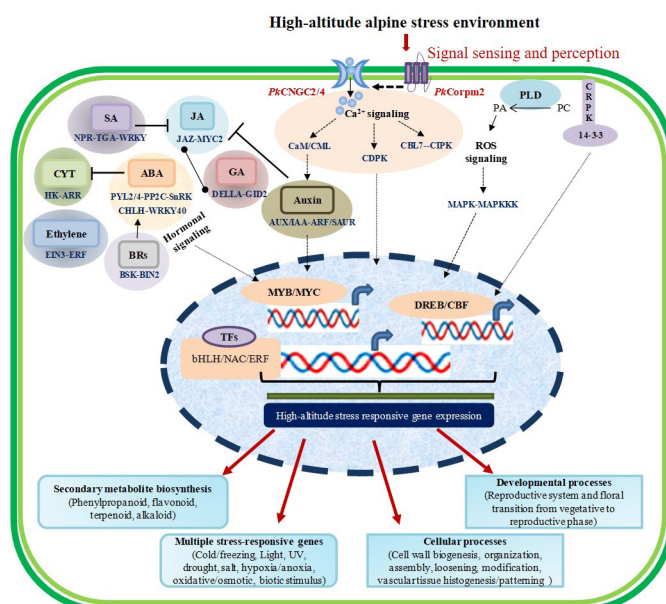 High-altitude alpine stress environment
Signal sensing and perception
PkCNGC2/4
PkCorpm2
Ca2+ signaling
CaM/CML
CDPK
CBL7--CIPK
PLD
PA
PC
ROS
signaling
MAPK-MAPKKK
CRPK
14-3-3
SA
NPR-TGA-WRKY
JA
JAZ-MYC2
CYT
HK-ARR
ABA
PYL2/4-PP2C-SnRK
CHLH-WRKY40
GA
DELLA-GID2
Auxin
AUX/IAA-ARF/SAUR
Ethylene
EIN3-ERF
BRs
BSK-BIN2
Hormonal
signaling
MYB/MYC
DREB/CBF
TFs
bHLH/NAC/ERF
High-altitude stress responsive gene expression
Secondary metabolite biosynthesis
(Phenylpropanoid, flavonoid,
terpenoid, alkaloid)
Multiple stress-responsive genes
(Cold/freezing, Light, UV,
drought, salt, hypoxia/anoxia,
oxidative/osmotic, biotic stimulus)
Cellular processes
(Cell wall biogenesis, organization,
assembly, loosening, modification,
vascular tissue histogenesis/patterning )
Developmental processes
(Reproductive system and floral
transition from vegetative to
reproductive phase)